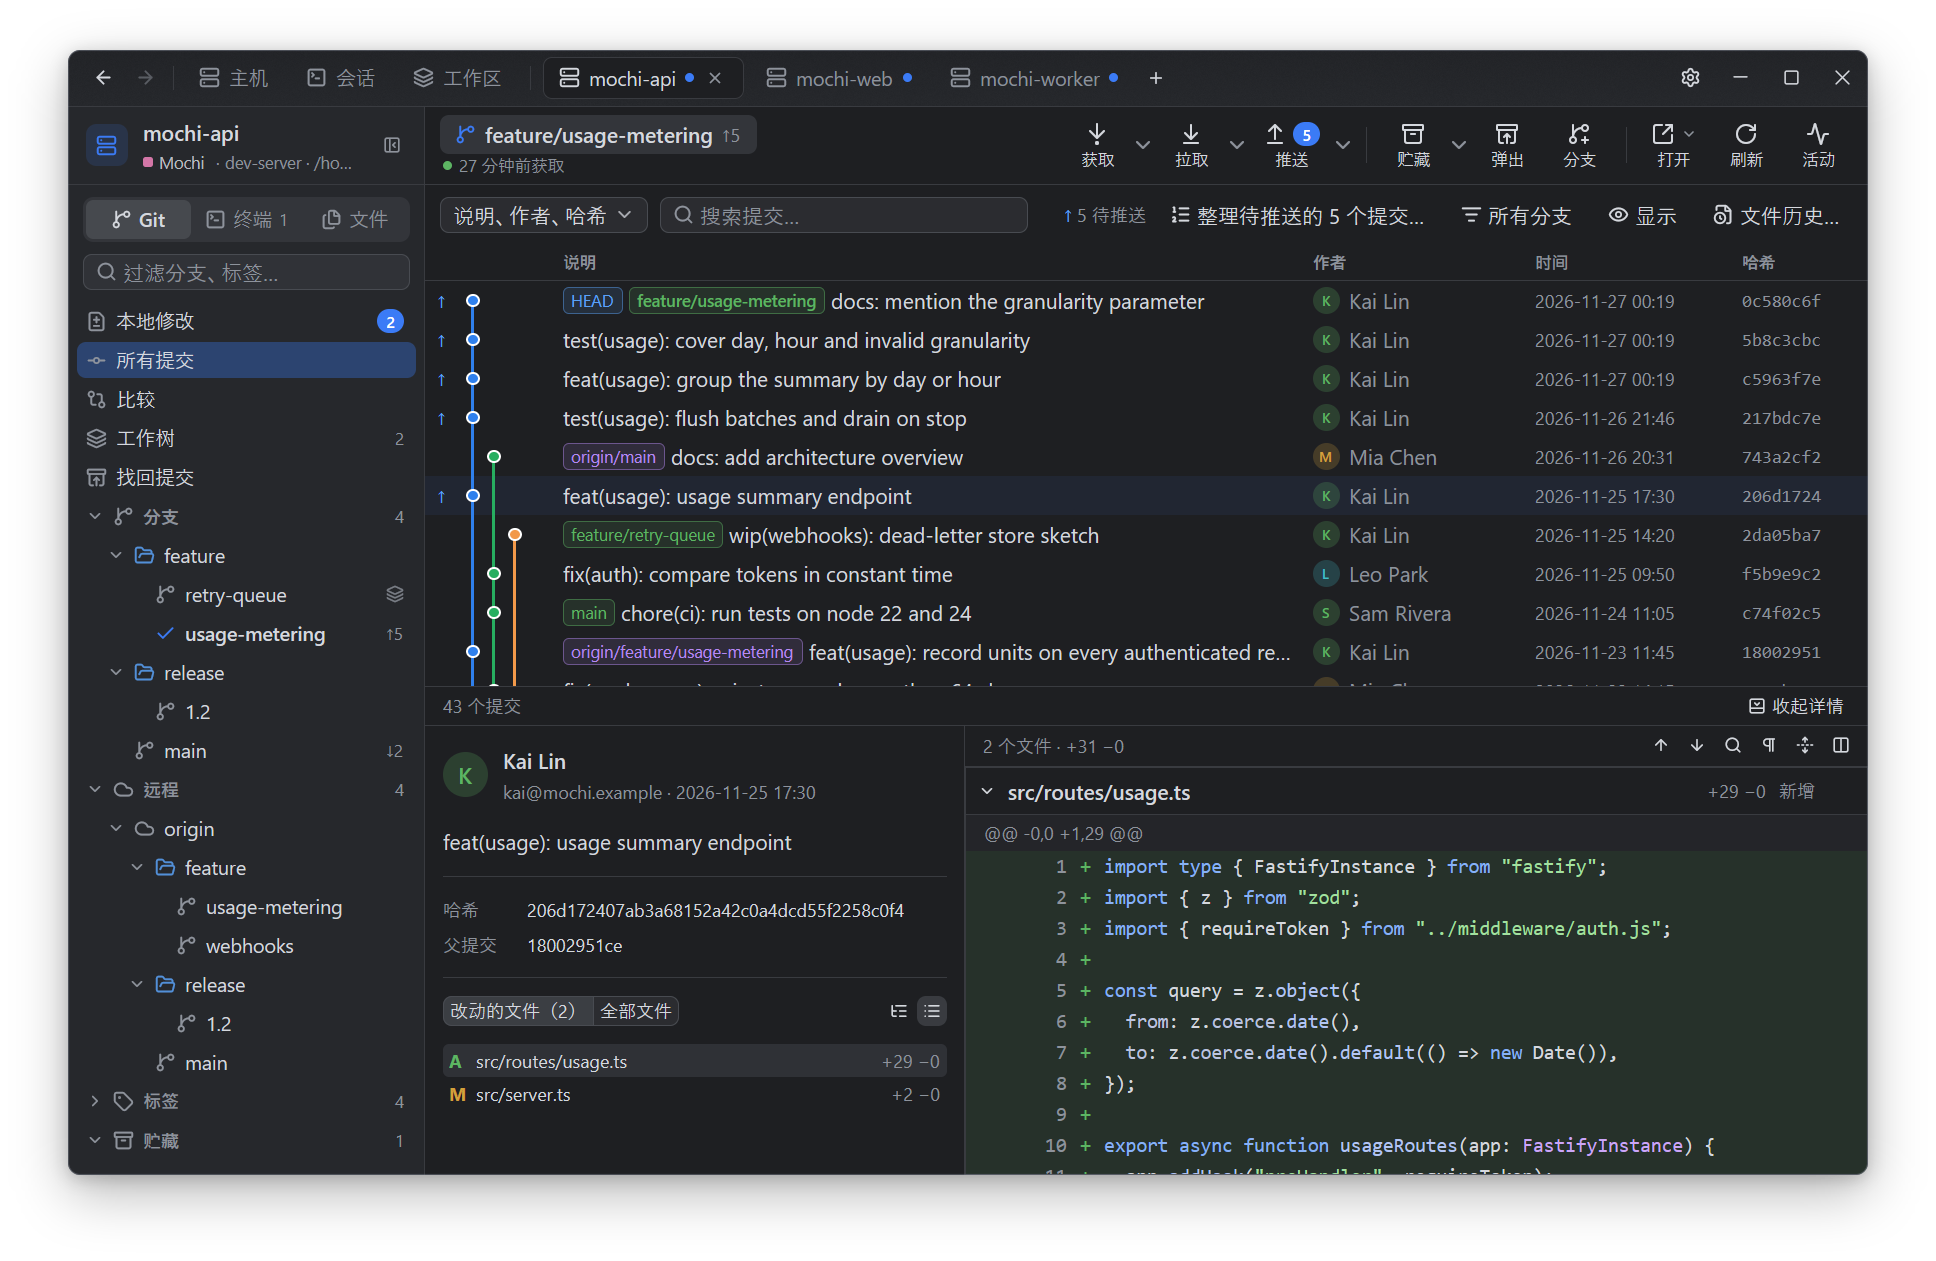 主机 会话 工作区 mochi-api mochi-web mochi-worker
mochi-api
Mochi · dev-server · /ho...
feature/usage-metering ↑5
27 分钟前获取
获取 拉取 推送 5 贮藏 弹出 分支 打开 刷新 活动
Git 终端 1 文件
过滤分支、标签...
本地修改 2
所有提交
比较
工作树 2
找回提交
分支 4
feature
retry-queue
usage-metering ↑5
release
1.2
main ↓2
远程 4
origin
feature
usage-metering
webhooks
release
1.2
main
标签 4
贮藏 1
说明、作者、哈希 搜索提交... ↑5 待推送 整理待推送的 5 个提交... 所有分支 显示 文件历史...
说明 作者 时间 哈希
↑ HEAD feature/usage-metering docs: mention the granularity parameter K Kai Lin 2026-11-27 00:19 0c580c6f
↑ test(usage): cover day, hour and invalid granularity K Kai Lin 2026-11-27 00:19 5b8c3cbc
↑ feat(usage): group the summary by day or hour K Kai Lin 2026-11-27 00:19 c5963f7e
↑ test(usage): flush batches and drain on stop K Kai Lin 2026-11-26 21:46 217bdc7e
origin/main docs: add architecture overview M Mia Chen 2026-11-26 20:31 743a2cf2
↑ feat(usage): usage summary endpoint K Kai Lin 2026-11-25 17:30 206d1724
feature/retry-queue wip(webhooks): dead-letter store sketch K Kai Lin 2026-11-25 14:20 2da05ba7
fix(auth): compare tokens in constant time L Leo Park 2026-11-25 09:50 f5b9e9c2
main chore(ci): run tests on node 22 and 24 S Sam Rivera 2026-11-24 11:05 c74f02c5
origin/feature/usage-metering feat(usage): record units on every authenticated re... K Kai Lin 2026-11-23 11:45 18002951
43 个提交 收起详情
K Kai Lin
kai@mochi.example · 2026-11-25 17:30
feat(usage): usage summary endpoint
哈希 206d172407ab3a68152a42c0a4dcd55f2258c0f4
父提交 18002951ce
改动的文件（2） 全部文件
A src/routes/usage.ts +29 −0
M src/server.ts +2 −0
2 个文件 · +31 −0
src/routes/usage.ts +29 −0 新增
@@ -0,0 +1,29 @@
1 + import type { FastifyInstance } from "fastify";
2 + import { z } from "zod";
3 + import { requireToken } from "../middleware/auth.js";
4 +
5 + const query = z.object({
6 + from: z.coerce.date(),
7 + to: z.coerce.date().default(() => new Date()),
8 + });
9 +
10 + export async function usageRoutes(app: FastifyInstance) {